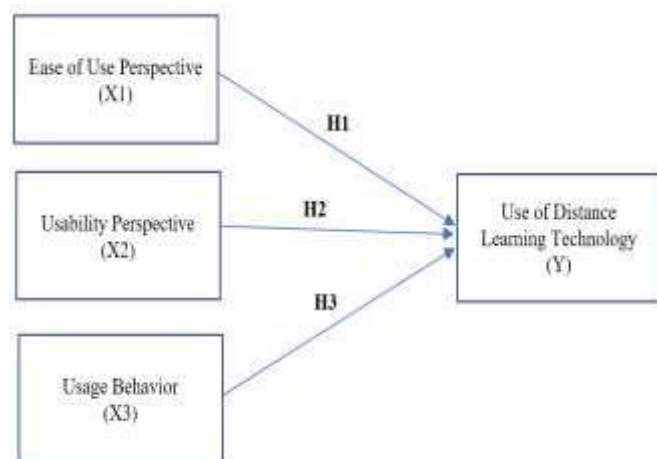 Ease of Use Perspective
(X1)
H1
Usability Perspective
(X2)
H2
Use of Distance
Learning Technology
(Y)
H3
Usage Behavior
(X3)